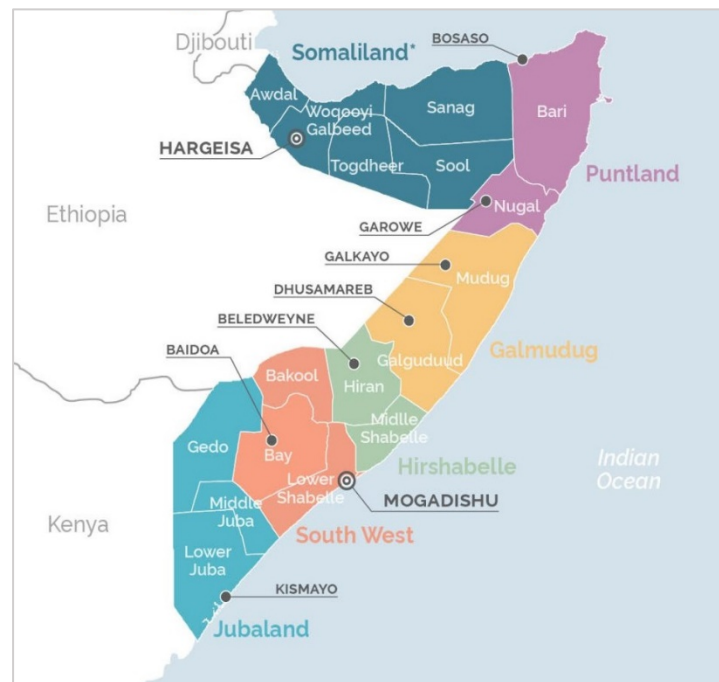 Djibouti
Somaliland*
BOSASO
Awdal
Woqooyi
Galbeed
Sanag
Bari
HARGEISA
Togdheer
Sool
Puntland
Ethiopia
Nugal
GAROWE
GALKAYO
Mudug
DHUSAMAREB
BELEDWEYNE
Galguduud
Galmudug
BAIDOA
Bakool
Hiran
Midlle
Shabelle
Gedo
Bay
Hirshabelle
Indian
Ocean
Lower
Shabelle
MOGADISHU
Middle
Juba
Kenya
South West
Lower
Juba
KISMAYO
Jubaland